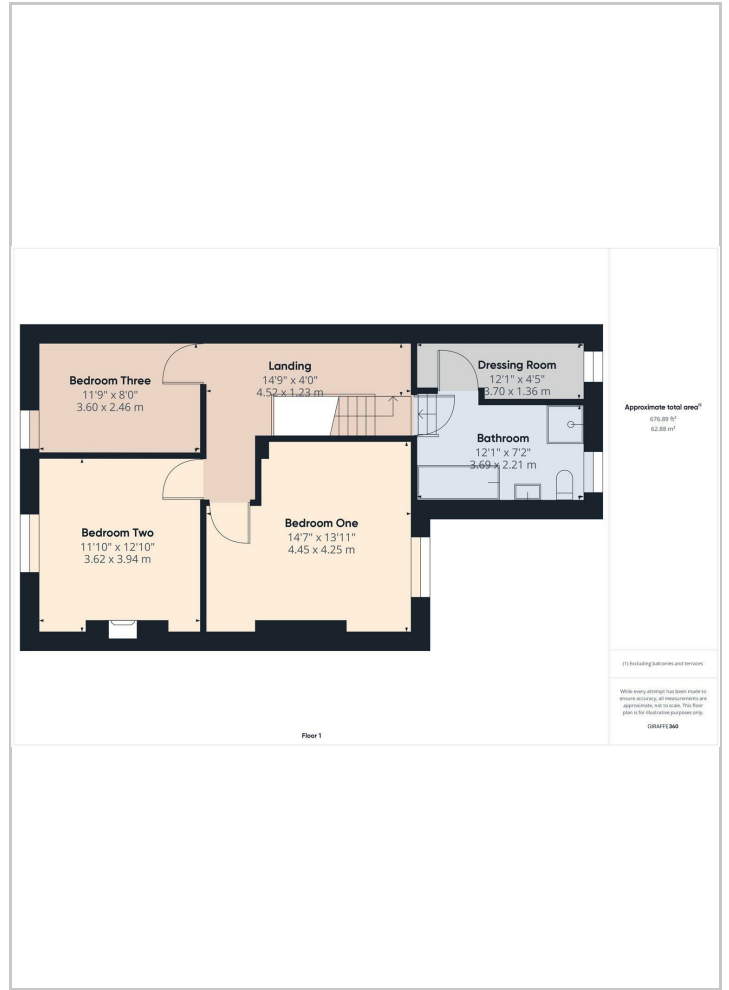 Bedroom Three
11'9" x 8'0"
3.60 x 2.46 m
Landing
14'9" x 4'0"
4.52 x 1.23 m
Dressing Room
12'1" x 4'5"
3.70 x 1.36 m
Bathroom
12'1" x 7'2"
3.69 x 2.21 m
Bedroom Two
11'10" x 12'10"
3.62 x 3.94 m
Bedroom One
14'7" x 13'11"
4.45 x 4.25 m
Floor 1
Approximate total area⁽¹⁾
676.89 ft²
62.88 m²
(1) Excluding balconies and terraces
While every attempt has been made to
ensure accuracy, all measurements are
approximate, not to scale. This floor
plan is for illustrative purposes only.
GIRAFFE360